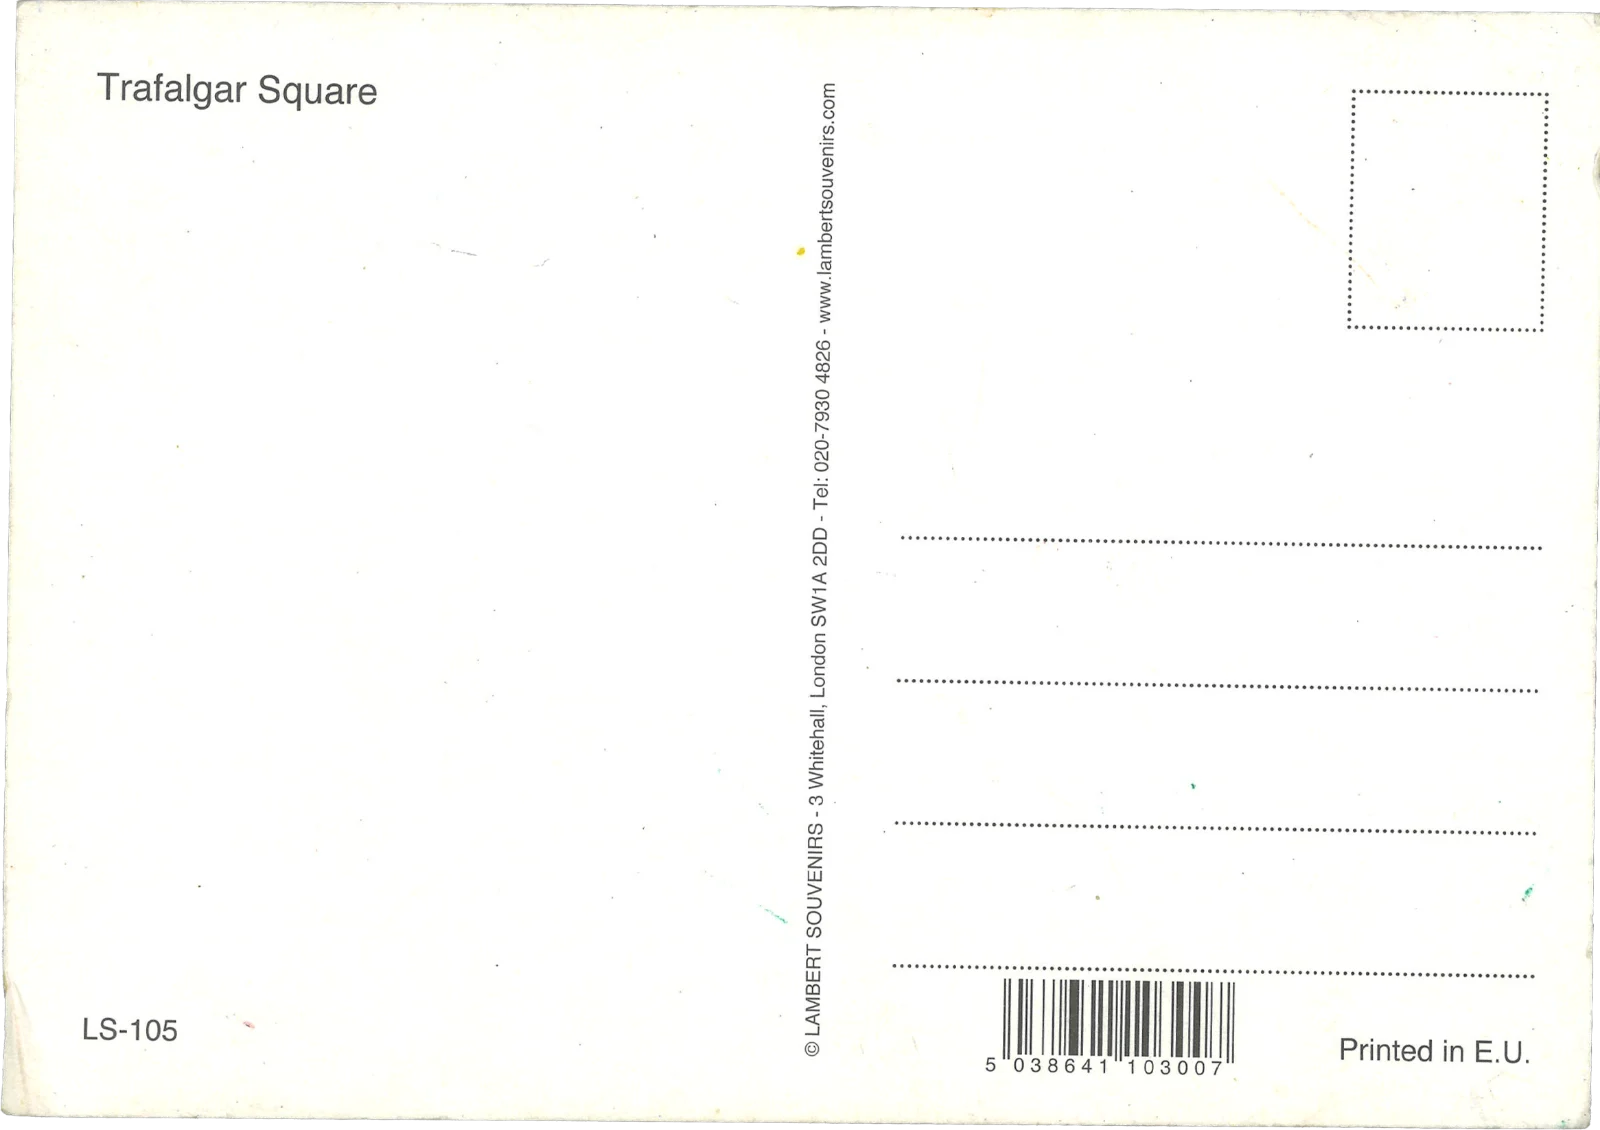 Trafalgar Square
LS-105
© LAMBERT SOUVENIRS - 3 Whitehall, London SW1A 2DD - Tel: 020-7930 4826 - www.lambertsouvenirs.com
5 038641 103007
Printed in E.U.